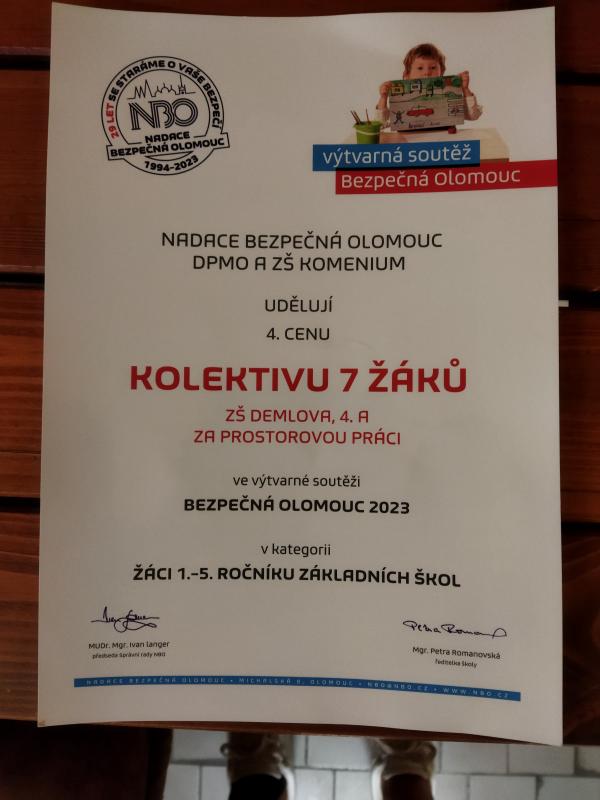 29 LET SE STARÁME O VAŠE BEZPEČÍ
NBO
NADACE
BEZPEČNÁ OLOMOUC
1994-2023
výtvarná soutěž
Bezpečná Olomouc
NADACE BEZPEČNÁ OLOMOUC
DPMO A ZŠ KOMENIUM
UDĚLUJÍ
4. CENU
KOLEKTIVU 7 ŽÁKŮ
ZŠ DEMLOVA, 4. A
ZA PROSTOROVOU PRÁCI
ve výtvarné soutěži
BEZPEČNÁ OLOMOUC 2023
v kategorii
ŽÁCI 1.-5. ROČNÍKU ZÁKLADNÍCH ŠKOL
MUDr. Mgr. Ivan langer
předseda Správní rady NBO
Petra Roman
Mgr. Petra Romanovská
ředitelka školy
NADACE BEZPEČNÁ OLOMOUC • MICHALSKÁ 8, OLOMOUC • NBO@NBO.CZ • WWW.NBO.CZ